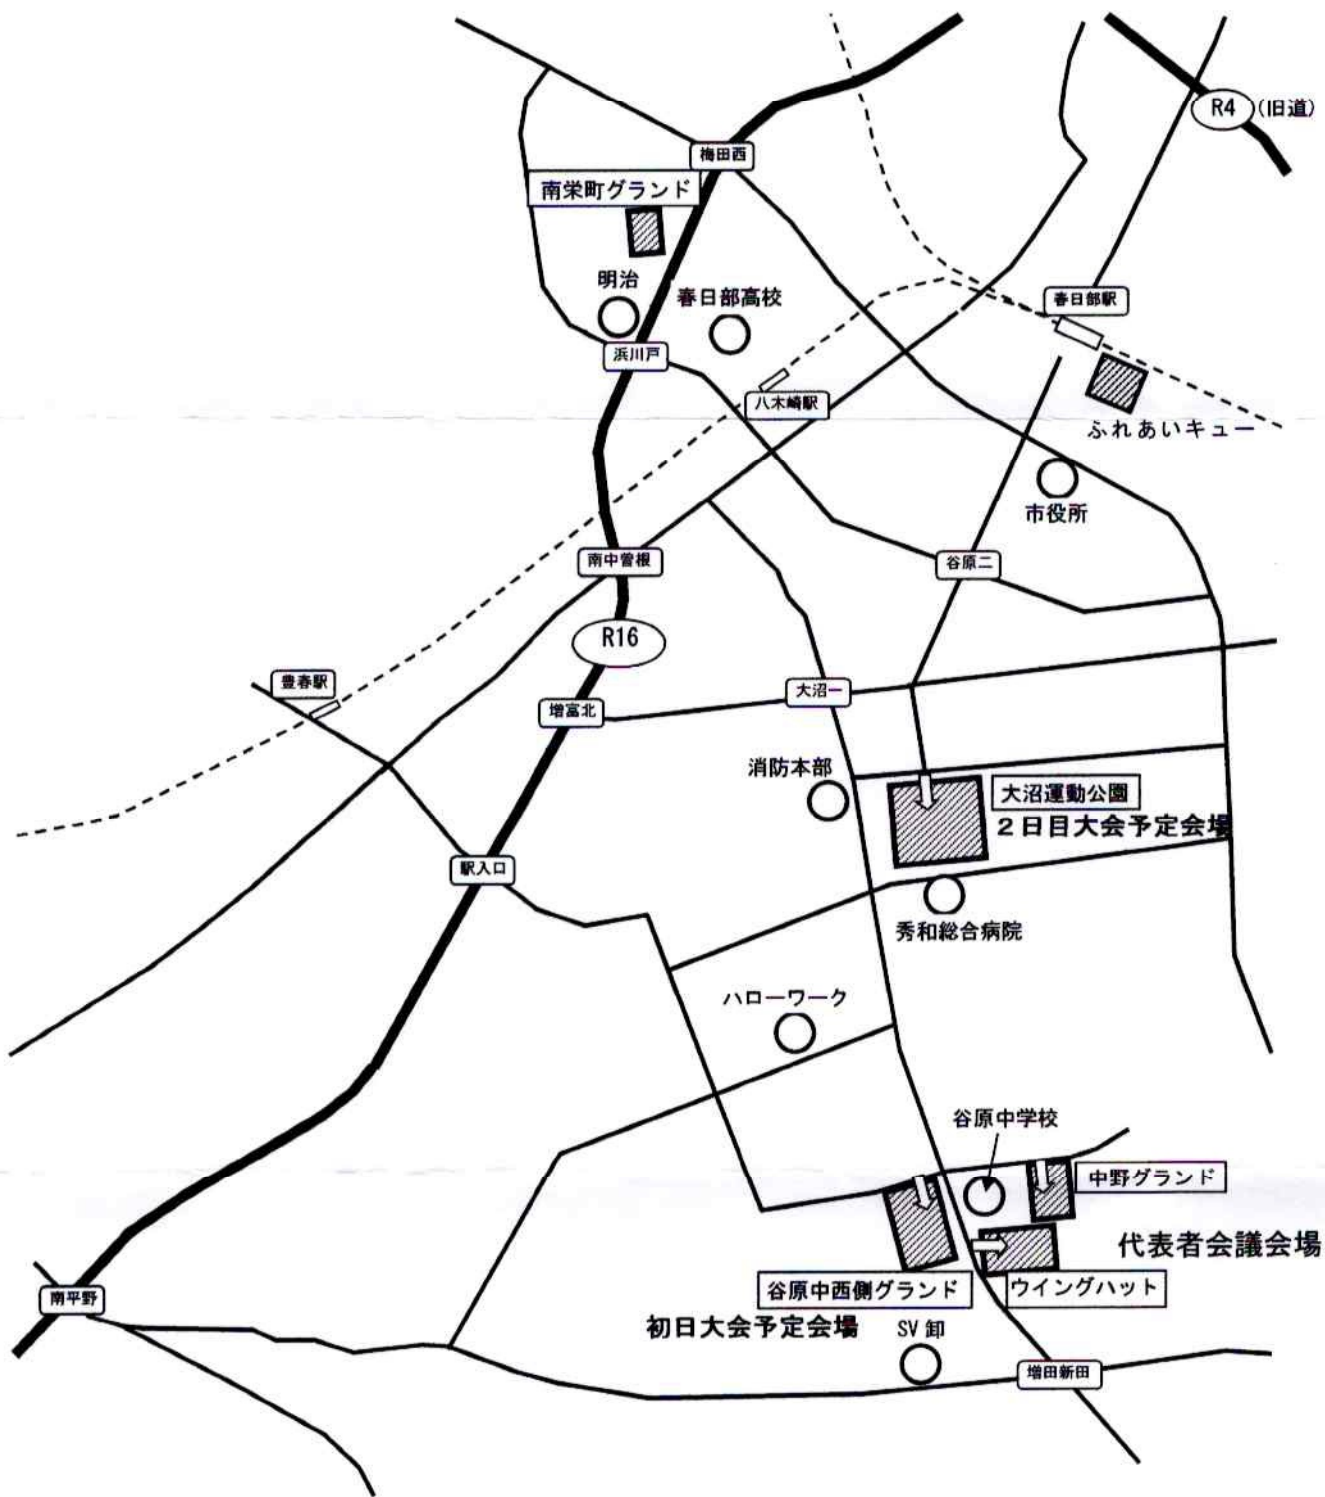 R4
(旧道)
梅田西
南栄町グランド
明治
春日部高校
春日部駅
浜川戸
八木崎駅
ふれあいキュー
市役所
南中曽根
谷原二
R16
豊春駅
大沼一
増富北
消防本部
大沼運動公園
2日目大会予定会場
駅入口
秀和総合病院
ハローワーク
谷原中学校
中野グランド
代表者会議会場
谷原中西側グランド
ウイングハット
南平野
初日大会予定会場
SV卸
増田新田